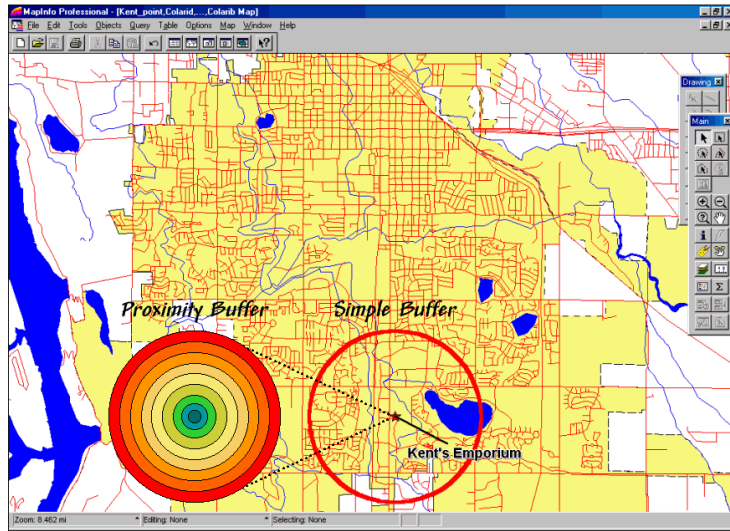 MapInfo Professional - [Kent_point,Colaroid,...,Colarib Map]
File Edit Tools Objects Query Table Options Map Window Help
Drawing
Main
Proximity Buffer
Simple Buffer
Kent's Emporium
Zoom: 8.462 mi
Editing: None
Selecting: None